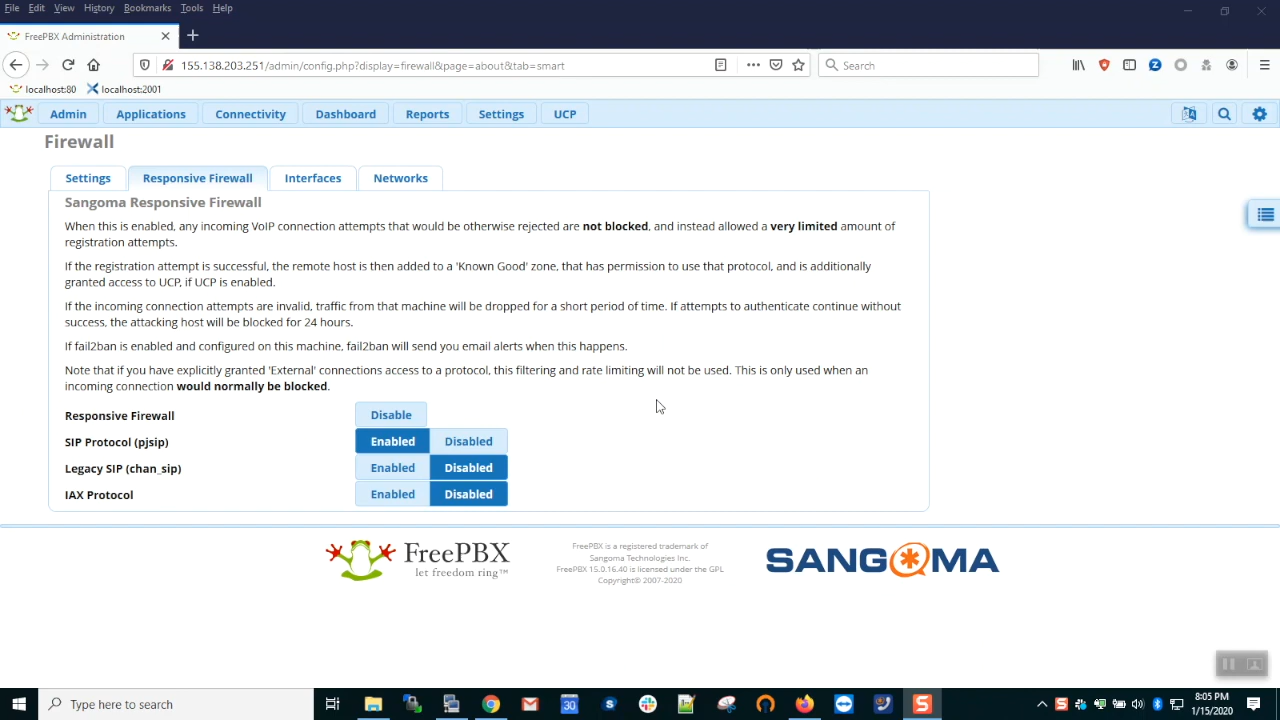 File Edit View History Bookmarks Tools Help
FreePBX Administration
155.138.203.251/admin/config.php?display=firewall&page=about&tab=smart
Search
localhost:80 localhost:2001
Admin Applications Connectivity Dashboard Reports Settings UCP
Firewall
Settings Responsive Firewall Interfaces Networks
Sangoma Responsive Firewall
When this is enabled, any incoming VoIP connection attempts that would be otherwise rejected are not blocked, and instead allowed a very limited amount of
registration attempts.
If the registration attempt is successful, the remote host is then added to a 'Known Good' zone, that has permission to use that protocol, and is additionally
granted access to UCP, if UCP is enabled.
If the incoming connection attempts are invalid, traffic from that machine will be dropped for a short period of time. If attempts to authenticate continue without
success, the attacking host will be blocked for 24 hours.
If fail2ban is enabled and configured on this machine, fail2ban will send you email alerts when this happens.
Note that if you have explicitly granted 'External' connections access to a protocol, this filtering and rate limiting will not be used. This is only used when an
incoming connection would normally be blocked.
Responsive Firewall Disable
SIP Protocol (pjsip) Enabled Disabled
Legacy SIP (chan_sip) Enabled Disabled
IAX Protocol Enabled Disabled
FreePBX
let freedom ring™
FreePBX is a registered trademark of
Sangoma Technologies Inc.
FreePBX 15.0.16.40 is licensed under the GPL
Copyright© 2007-2020
SANGOMA
Type here to search
8:05 PM
1/15/2020